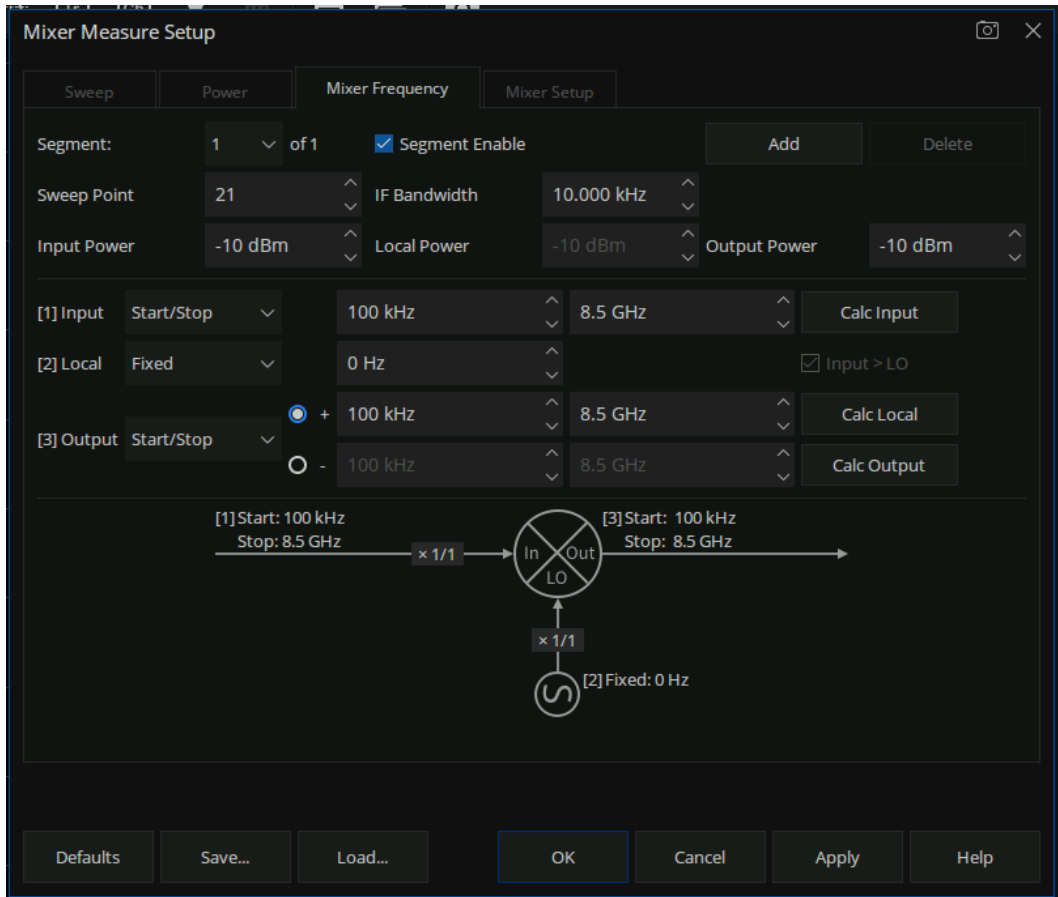 Mixer Measure Setup
Sweep Power Mixer Frequency Mixer Setup
Segment: 1 of 1 Segment Enable Add Delete
Sweep Point 21 IF Bandwidth 10.000 kHz
Input Power -10 dBm Local Power -10 dBm Output Power -10 dBm
[1] Input Start/Stop 100 kHz 8.5 GHz Calc Input
[2] Local Fixed 0 Hz Input > LO
+ 100 kHz 8.5 GHz Calc Local
[3] Output Start/Stop
- 100 kHz 8.5 GHz Calc Output
[1] Start: 100 kHz [3] Start: 100 kHz
Stop: 8.5 GHz Stop: 8.5 GHz
× 1/1 In Out
LO
× 1/1
[2] Fixed: 0 Hz
Defaults Save... Load... OK Cancel Apply Help